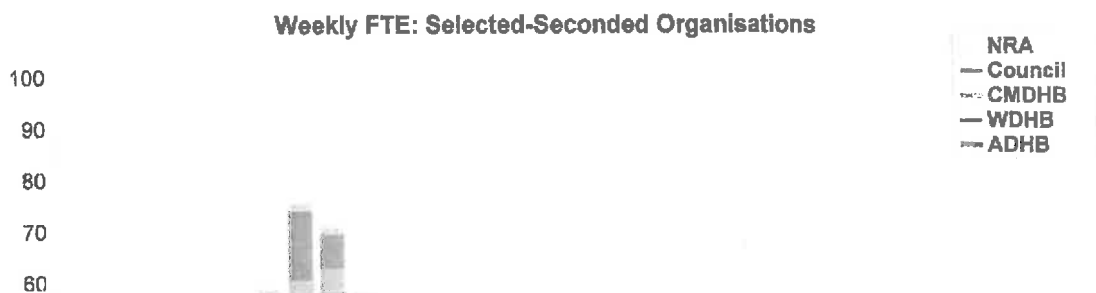 Weekly FTE: Selected-Seconded Organisations
NRA
Council
CMDHB
WDHB
ADHB
100
90
80
70
60